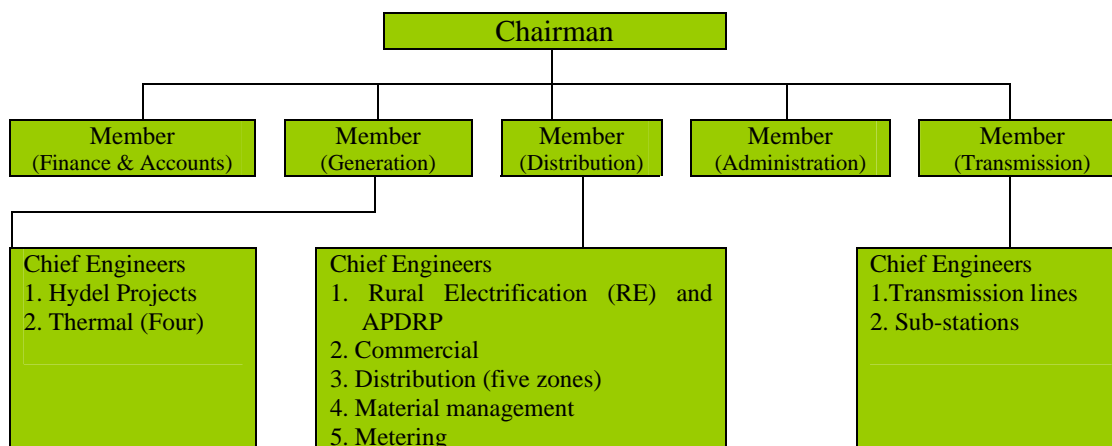 Chairman
Member
(Finance & Accounts)
Member
(Generation)
Member
(Distribution)
Member
(Administration)
Member
(Transmission)
Chief Engineers
1. Hydel Projects
2. Thermal (Four)
Chief Engineers
1. Rural Electrification (RE) and
APDRP
2. Commercial
3. Distribution (five zones)
4. Material management
5. Metering
Chief Engineers
1.Transmission lines
2. Sub-stations